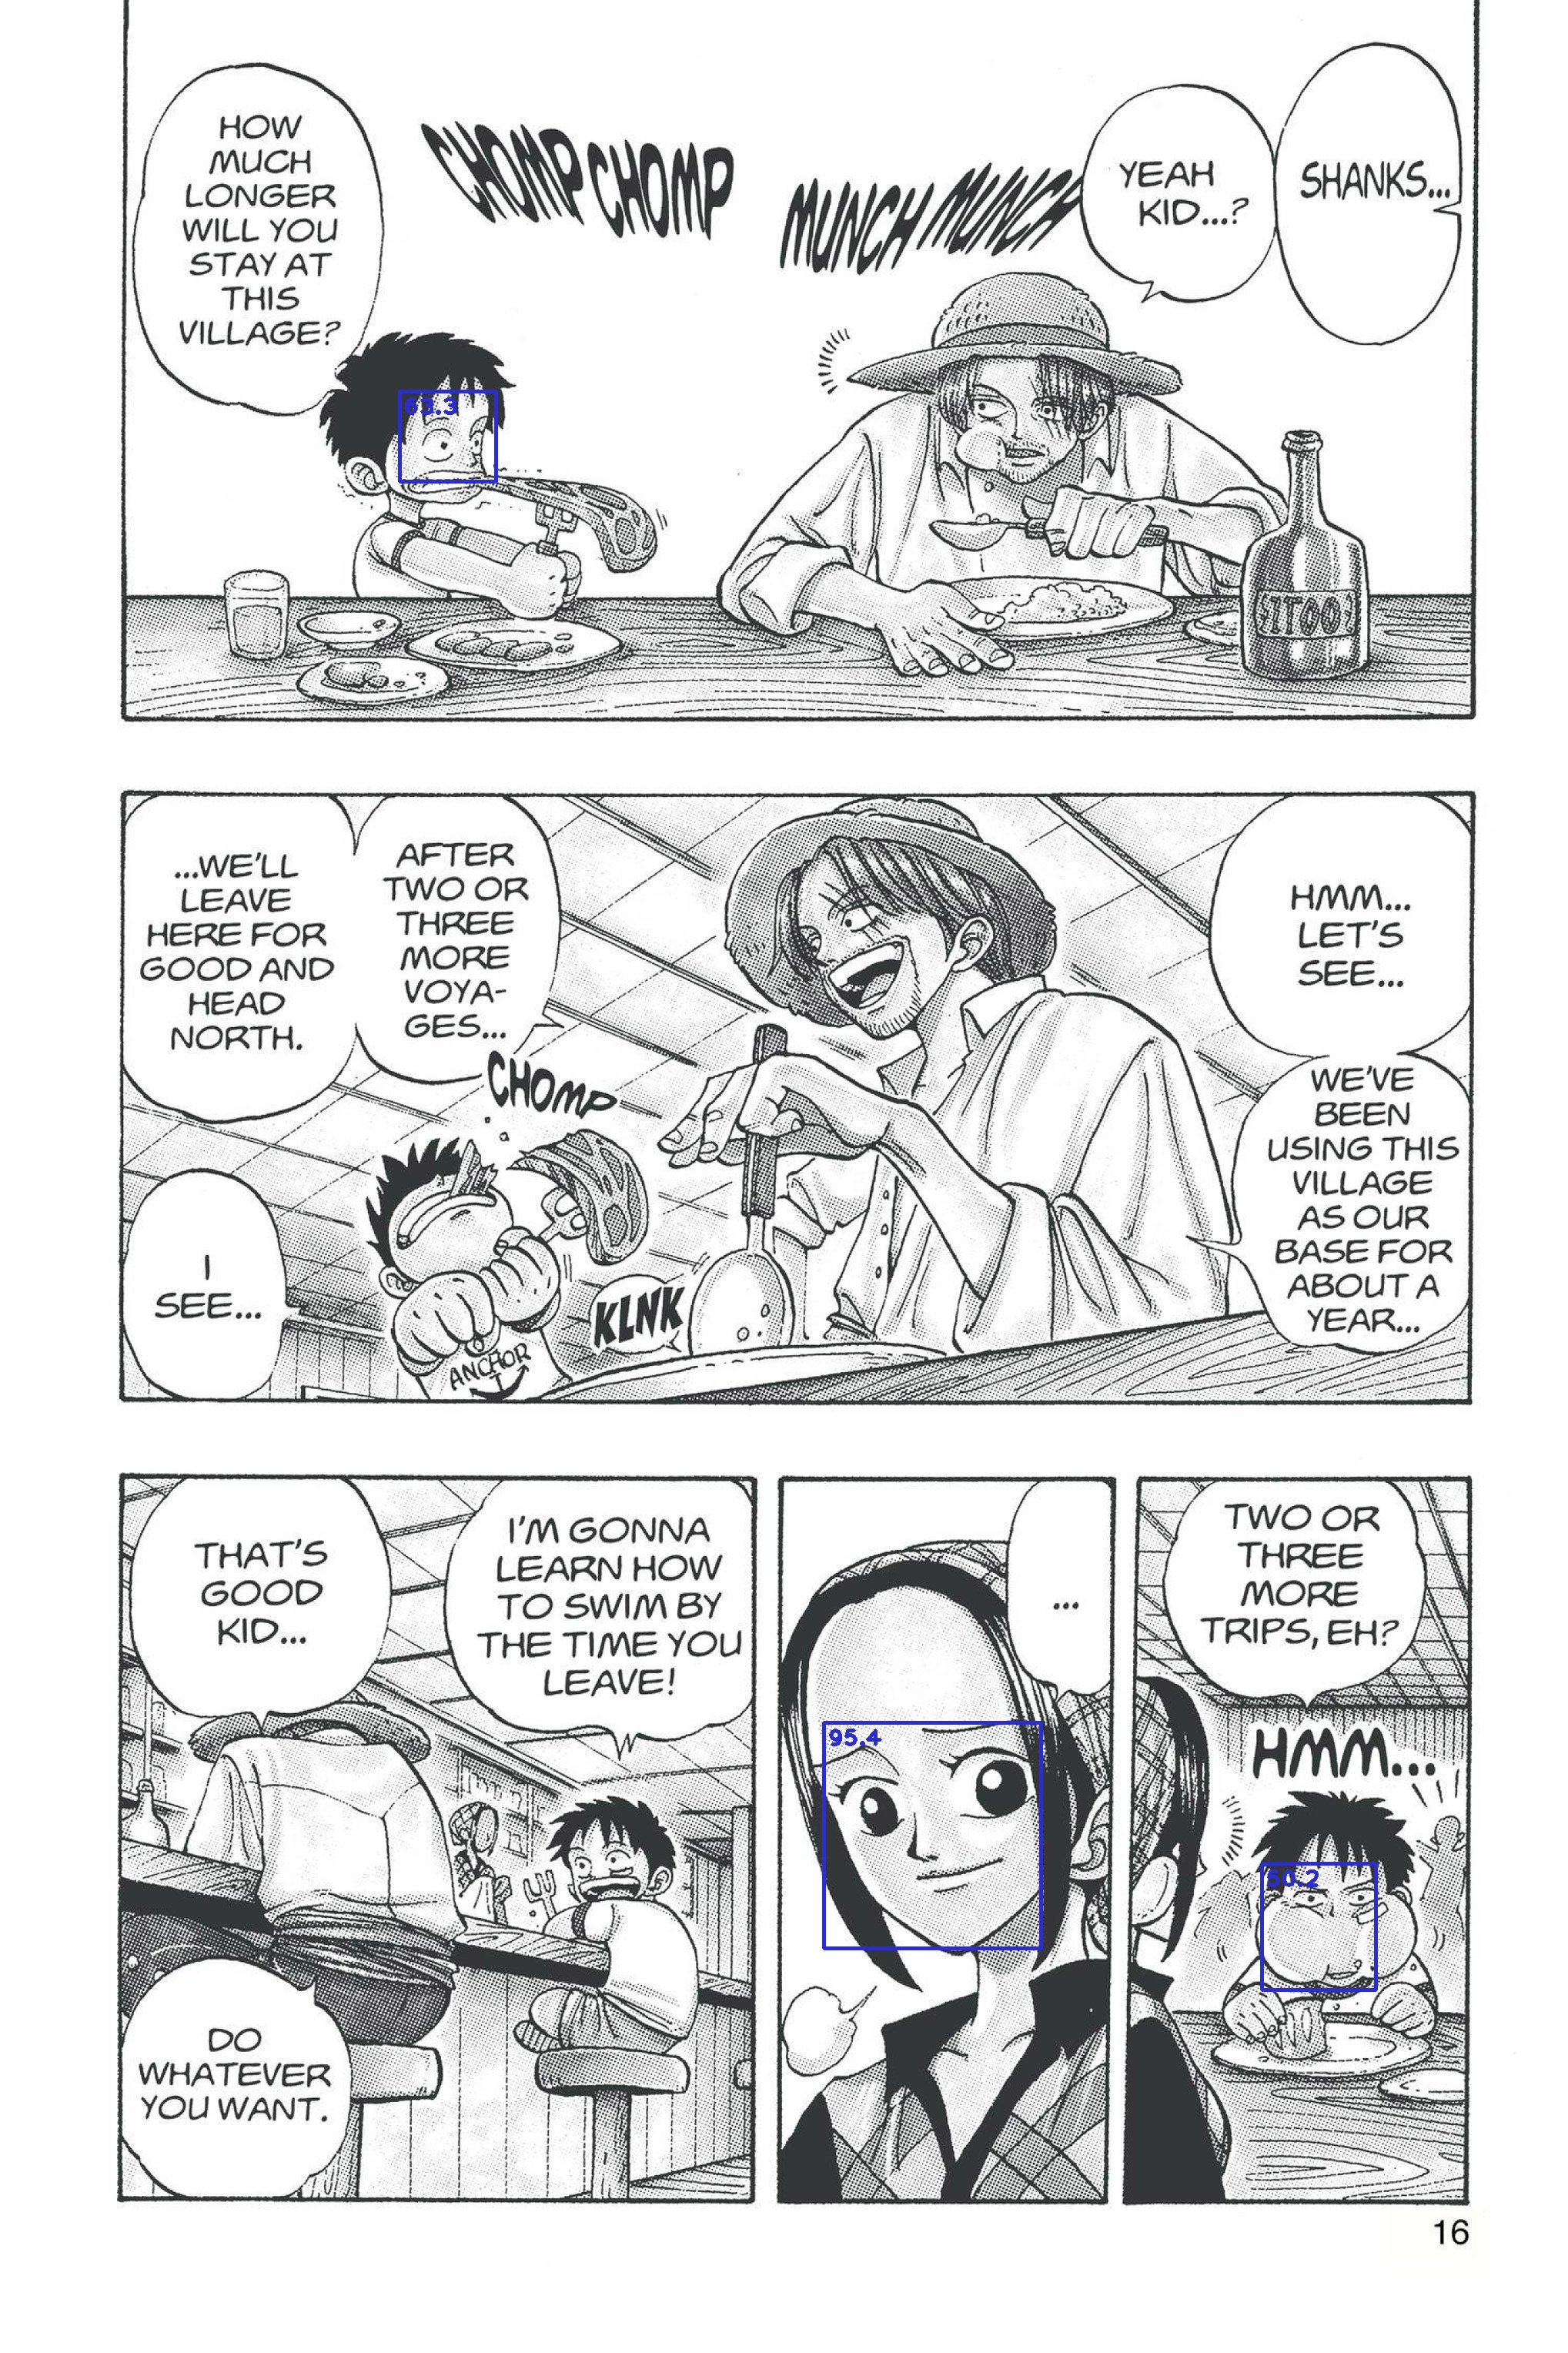 SHANKS...
YEAH
KID...?
MUNCH MUNCH
CHOMP CHOMP
HOW
MUCH
LONGER
WILL YOU
STAY AT
THIS
VILLAGE?
63.3
HMM...
LET'S
SEE...
WE'VE
BEEN
USING THIS
VILLAGE
AS OUR
BASE FOR
ABOUT A
YEAR...
AFTER
TWO OR
THREE
MORE
VOYA-
GES...
...WE'LL
LEAVE
HERE FOR
GOOD AND
HEAD
NORTH.
CHOMP
KLNK
ANCHOR
I
SEE...
TWO OR
THREE
MORE
TRIPS, EH?
HMM...
50.2
...
95.4
I'M GONNA
LEARN HOW
TO SWIM BY
THE TIME YOU
LEAVE!
THAT'S
GOOD
KID...
DO
WHATEVER
YOU WANT.
16